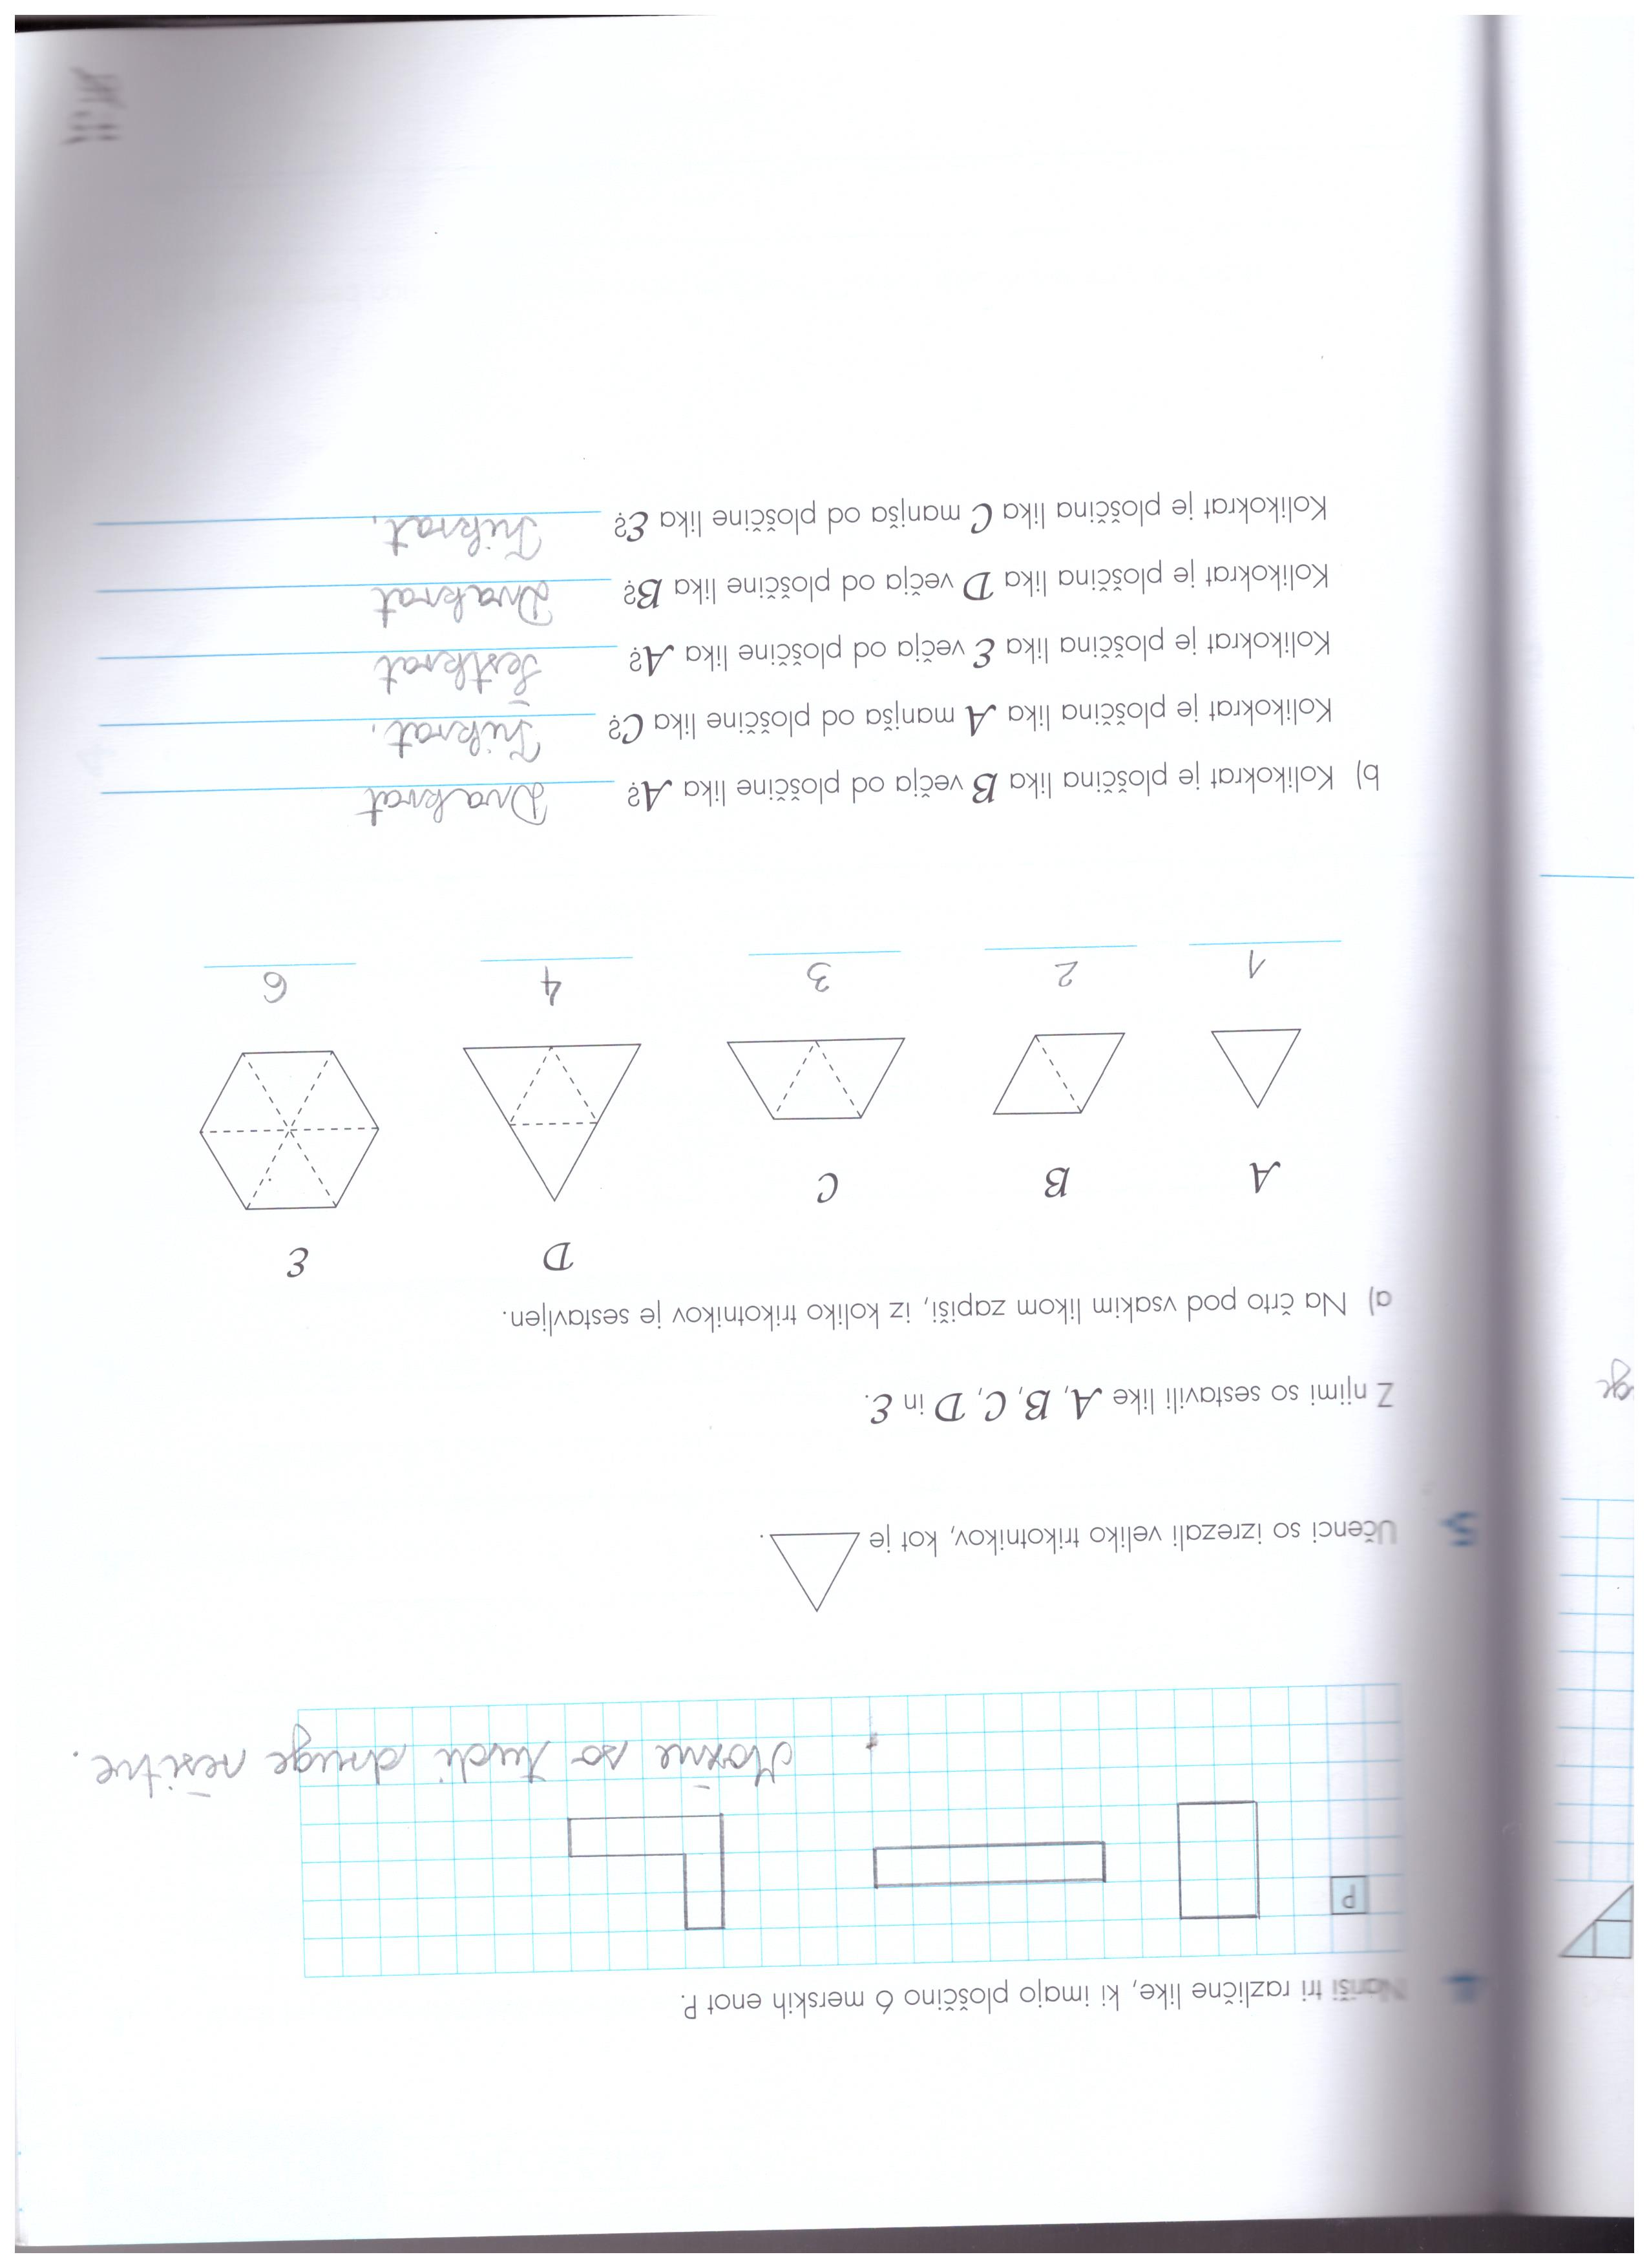 Nariši tri različne like, ki imajo ploščino 6 merskih enot P.
P
Možne so tudi druge rešitve.
Učenci so izrezali veliko trikotnikov, kot je .
Z njimi so sestavili like A, B, C, D in E.
a) Na črto pod vsakim likom zapiši, iz koliko trikotnikov je sestavljen.
A B C D E
1 2 3 4 6
b) Kolikokrat je ploščina lika B večja od ploščine lika A? Dvakrat
Kolikokrat je ploščina lika A manjša od ploščine lika C? Trikrat.
Kolikokrat je ploščina lika E večja od ploščine lika A? Šestkrat
Kolikokrat je ploščina lika D večja od ploščine lika B? Dvakrat
Kolikokrat je ploščina lika C manjša od ploščine lika E? Trikrat.